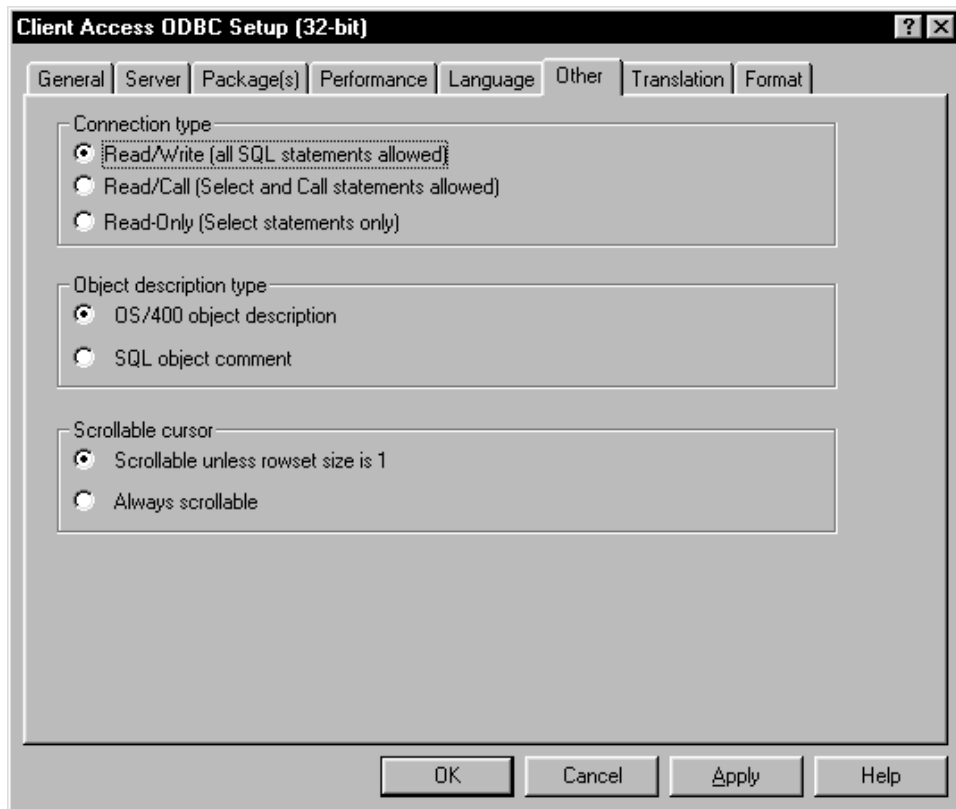 Client Access ODBC Setup (32-bit)
General Server Package(s) Performance Language Other Translation Format
Connection type
Read/Write (all SQL statements allowed)
Read/Call (Select and Call statements allowed)
Read-Only (Select statements only)
Object description type
OS/400 object description
SQL object comment
Scrollable cursor
Scrollable unless rowset size is 1
Always scrollable
OK Cancel Apply Help